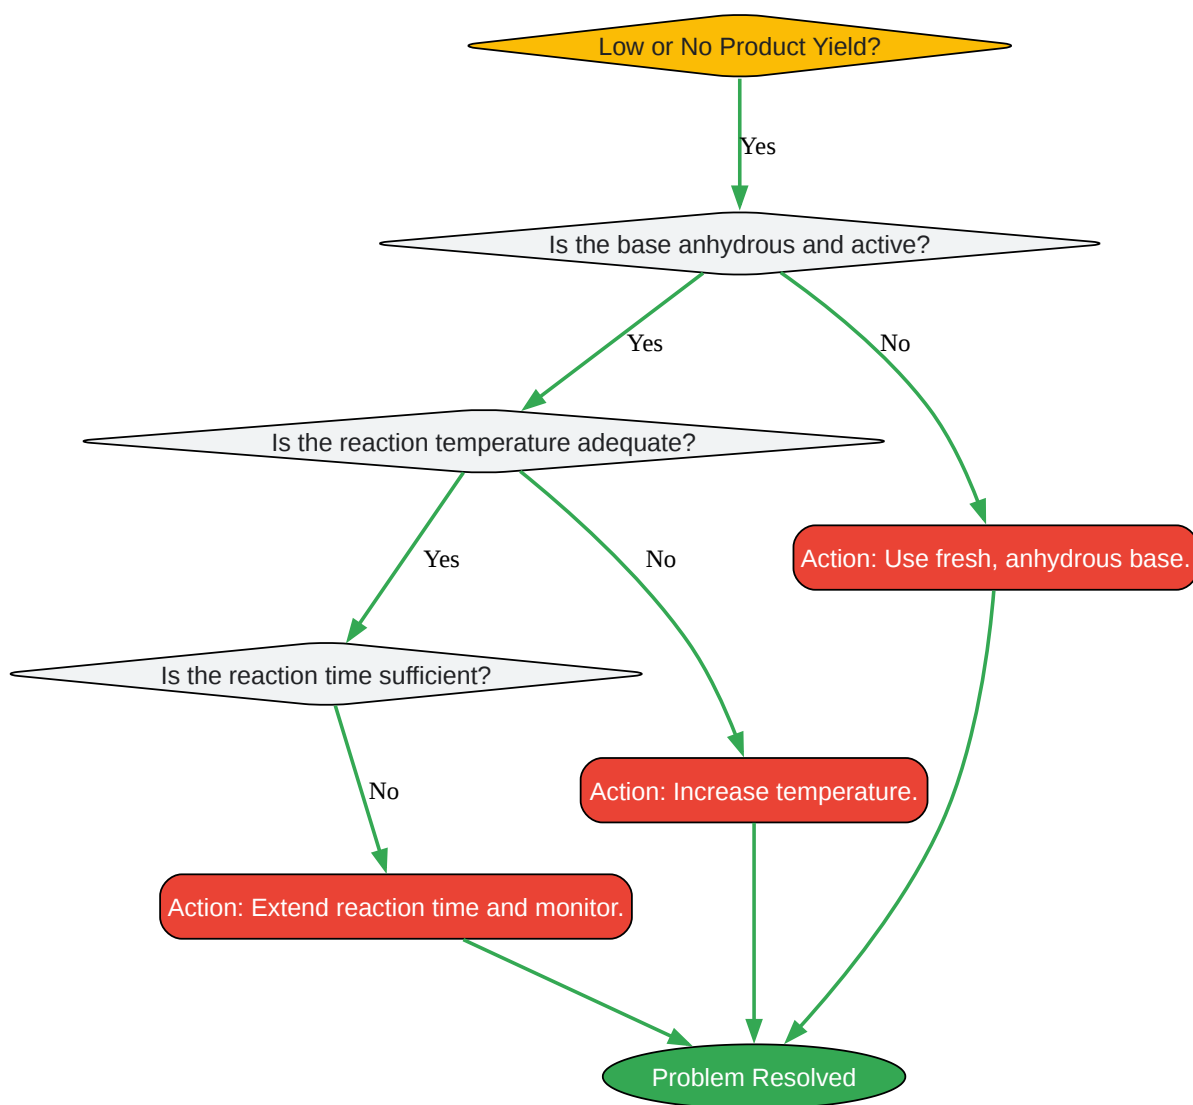 Low or No Product Yield?
Yes
Is the base anhydrous and active?
Yes
No
Is the reaction temperature adequate?
Yes
No
Action: Use fresh, anhydrous base.
Is the reaction time sufficient?
No
Action: Increase temperature.
Action: Extend reaction time and monitor.
Problem Resolved